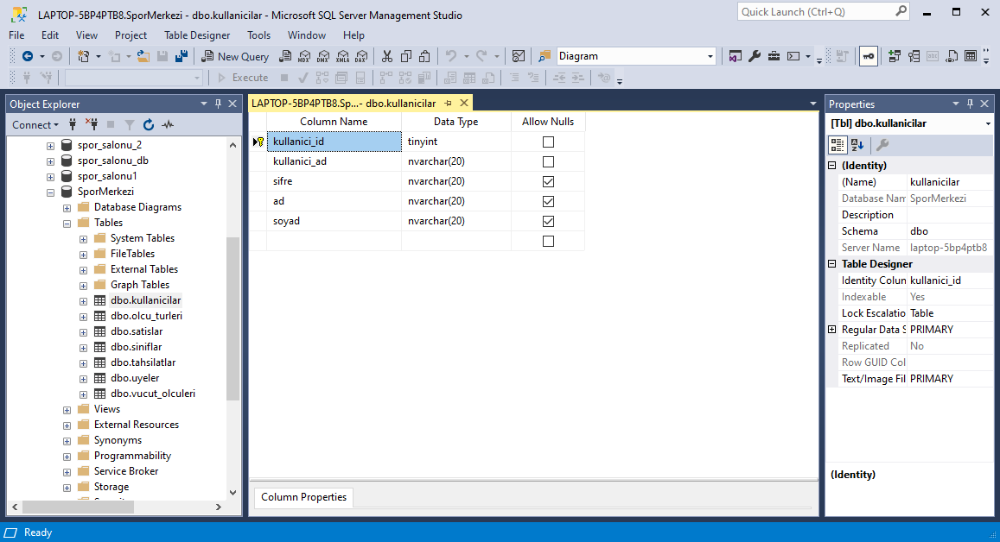 LAPTOP-5BP4PTB8.SporMerkezi - dbo.kullanicilar - Microsoft SQL Server Management Studio
Quick Launch (Ctrl+Q)
File Edit View Project Table Designer Tools Window Help
New Query MDX DMX XMLA DAX Diagram
Execute
Object Explorer
Connect
spor_salonu_2
spor_salonu_db
spor_salonu1
SporMerkezi
Database Diagrams
Tables
System Tables
FileTables
External Tables
Graph Tables
dbo.kullanicilar
dbo.olcu_turleri
dbo.satislar
dbo.siniflar
dbo.tahsilatlar
dbo.uyeler
dbo.vucut_olculeri
Views
External Resources
Synonyms
Programmability
Service Broker
Storage
LAPTOP-5BP4PTB8.Sp...- dbo.kullanicilar
Column Name Data Type Allow Nulls
kullanici_id tinyint
kullanici_ad nvarchar(20)
sifre nvarchar(20)
ad nvarchar(20)
soyad nvarchar(20)
Column Properties
Properties
[Tbl] dbo.kullanicilar
(Identity)
(Name) kullanicilar
Database Nam SporMerkezi
Description
Schema dbo
Server Name laptop-5bp4ptb8
Table Designer
Identity Colun kullanici_id
Indexable Yes
Lock Escalatio Table
Regular Data S PRIMARY
Replicated No
Row GUID Col
Text/Image Fil PRIMARY
(Identity)
Ready